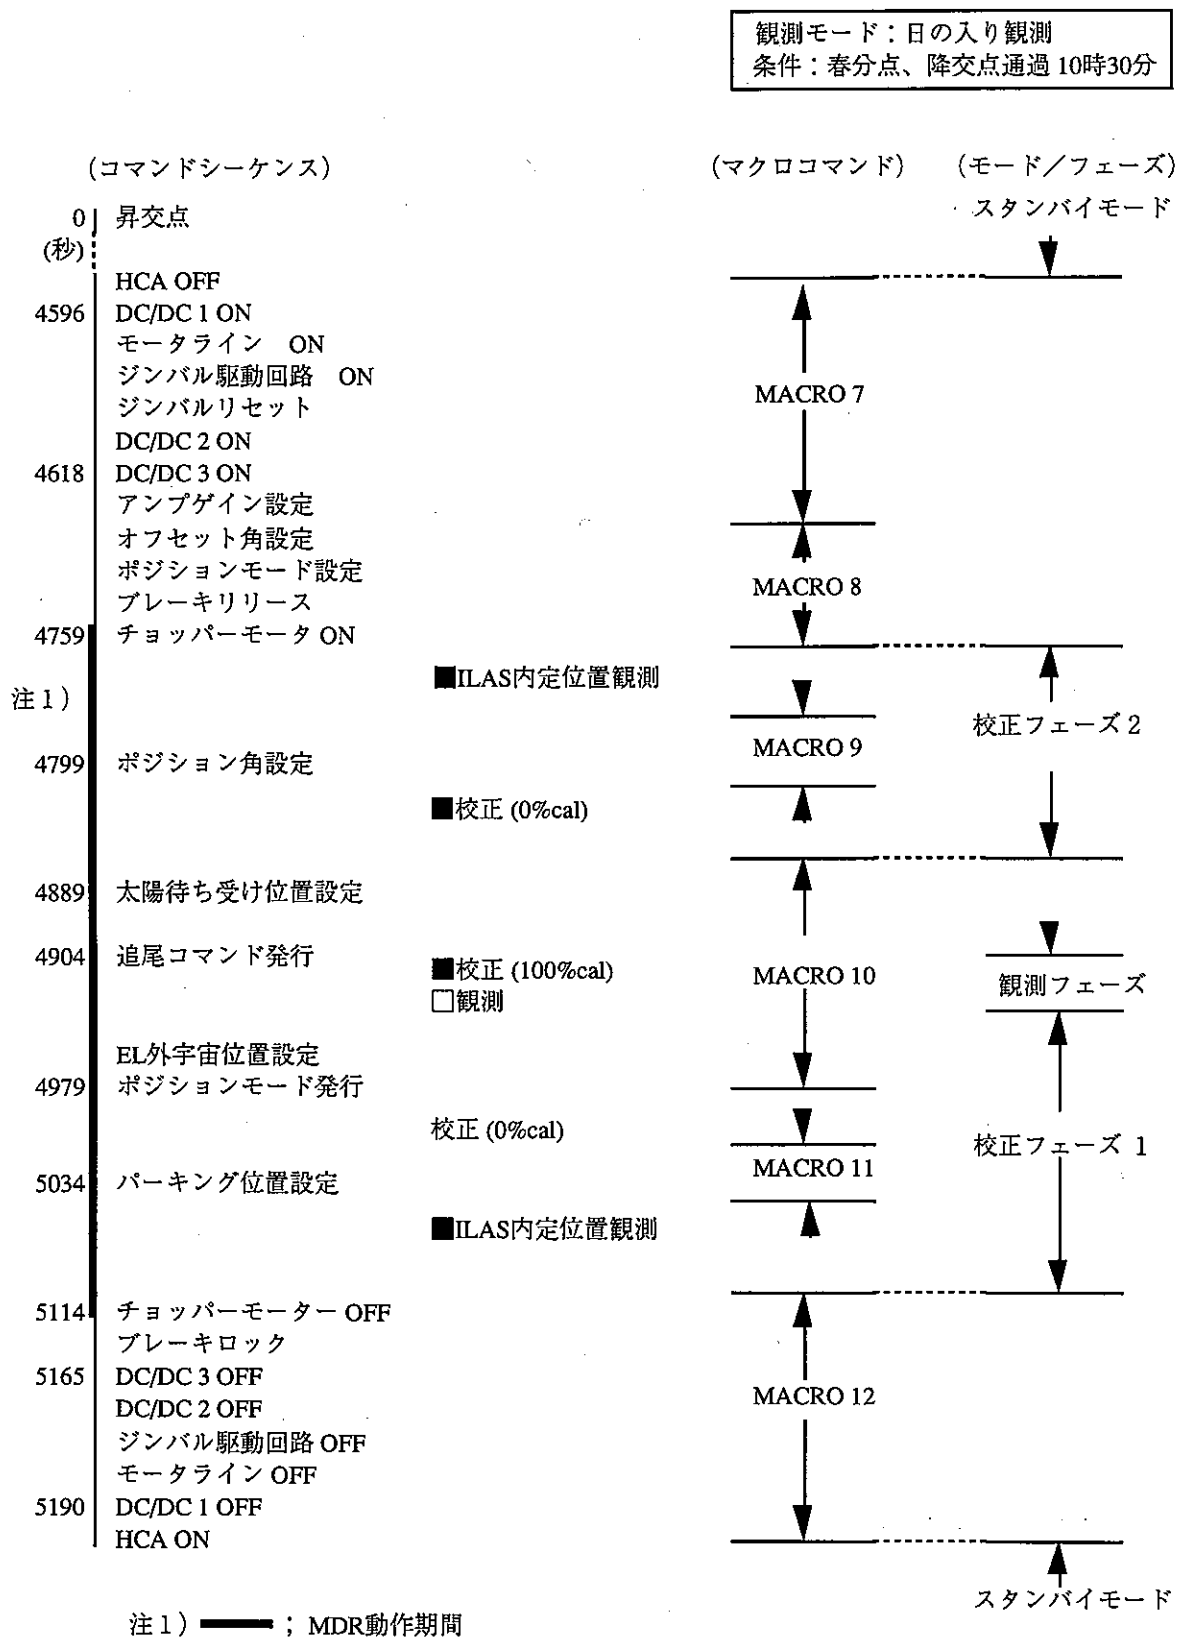 観測モード：日の入り観測
条件：春分点、降交点通過 10時30分
（コマンドシーケンス）
（マクロコマンド）
（モード／フェーズ）
スタンバイモード
0 昇交点
(秒)
HCA OFF
4596 DC/DC 1 ON
モータライン ON
ジンバル駆動回路 ON
MACRO 7
ジンバルリセット
DC/DC 2 ON
4618 DC/DC 3 ON
アンプゲイン設定
オフセット角設定
ポジションモード設定
MACRO 8
ブレーキリリース
4759 チョッパーモータ ON
■ILAS内定位置観測
注１）
校正フェーズ 2
MACRO 9
4799 ポジション角設定
■校正 (0%cal)
4889 太陽待ち受け位置設定
4904 追尾コマンド発行
■校正 (100%cal)
MACRO 10
観測フェーズ
□観測
EL外宇宙位置設定
4979 ポジションモード発行
校正 (0%cal)
校正フェーズ 1
MACRO 11
5034 パーキング位置設定
■ILAS内定位置観測
5114 チョッパーモーター OFF
ブレーキロック
5165 DC/DC 3 OFF
MACRO 12
DC/DC 2 OFF
ジンバル駆動回路 OFF
モータライン OFF
5190 DC/DC 1 OFF
HCA ON
スタンバイモード
注１） ； MDR動作期間